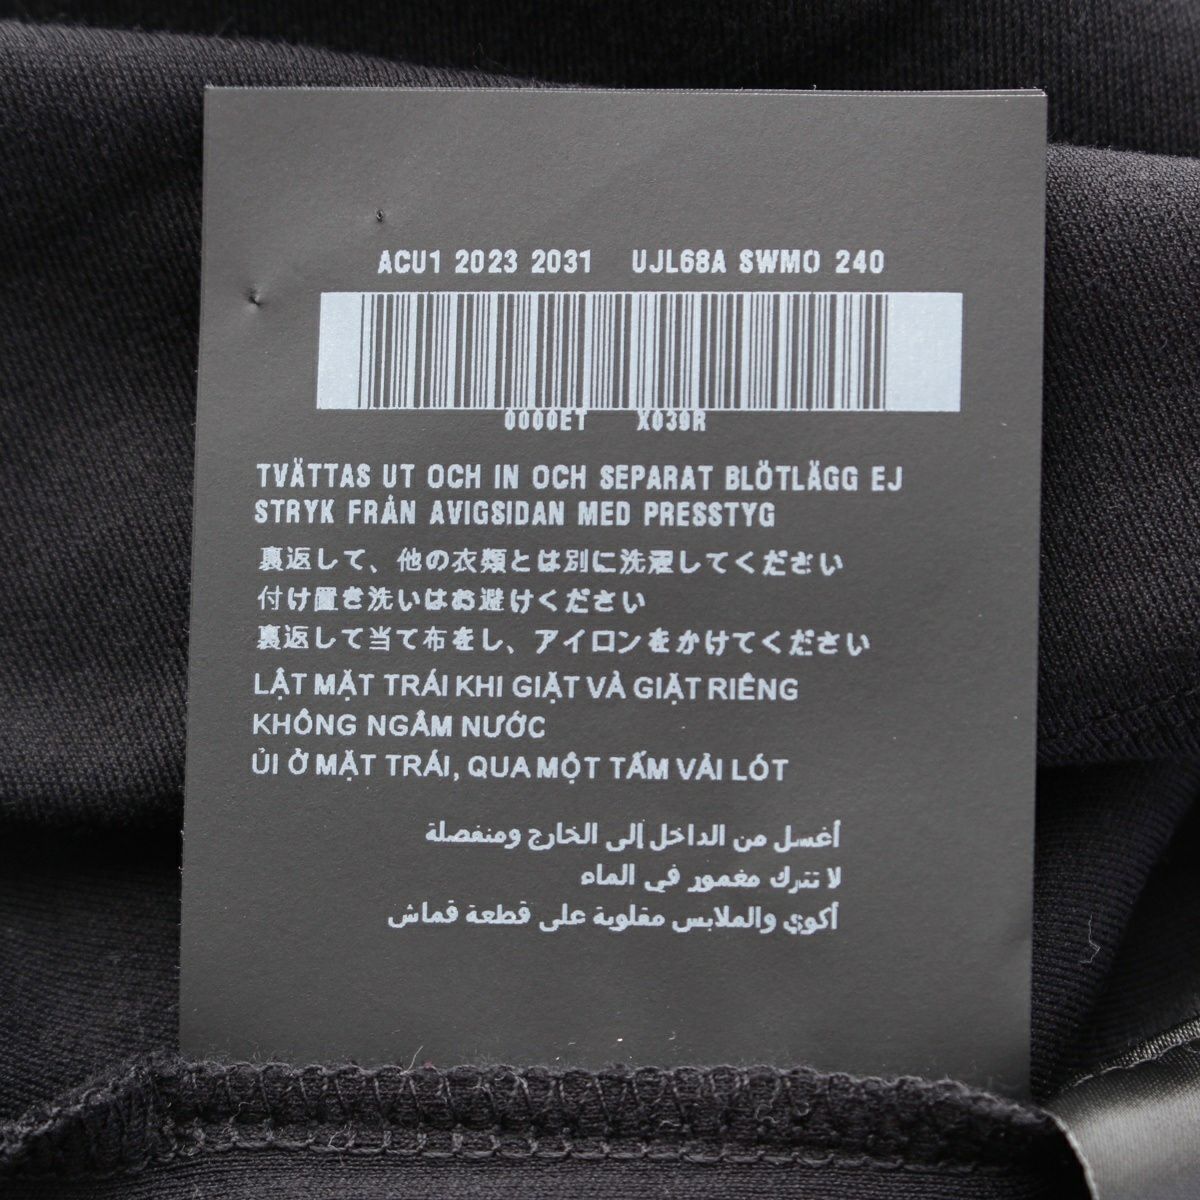 ACU1 2023 2031 UJL68A SWMO 240
0000ET X039R
TVÄTTAS UT OCH IN OCH SEPARAT BLÖTLÄGG EJ
STRYK FRÅN AVIGSIDAN MED PRESSTYG
裏返して、他の衣類とは別に洗濯してください
付け置き洗いはお避けください
裏返して当て布をし、アイロンをかけてください
LẬT MẶT TRÁI KHI GIẶT VÀ GIẶT RIÊNG
KHÔNG NGÂM NƯỚC
ỦI Ở MẶT TRÁI, QUA MỘT TẤM VẢI LÓT
أغسل من الداخل إلى الخارج ومنفصلة
لا تترك مغمور في الماء
أكوي والملابس مقلوبة على قطعة قماش